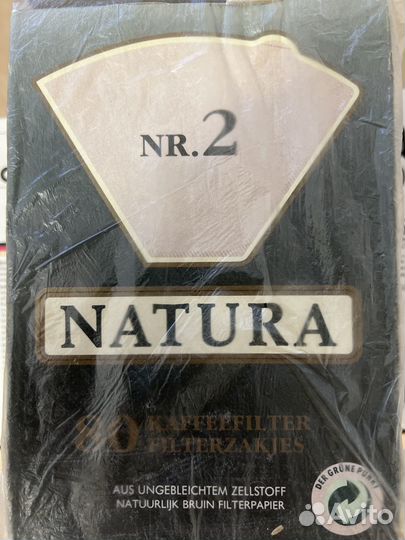 NR.2
NATURA
80 KAFFEEFILTER
FILTERZAKJES
AUS UNGEBLEICHTEM ZELLSTOFF
NATUURLIJK BRUIN FILTERPAPIER
DER GRÜNE PUNKT
Avito